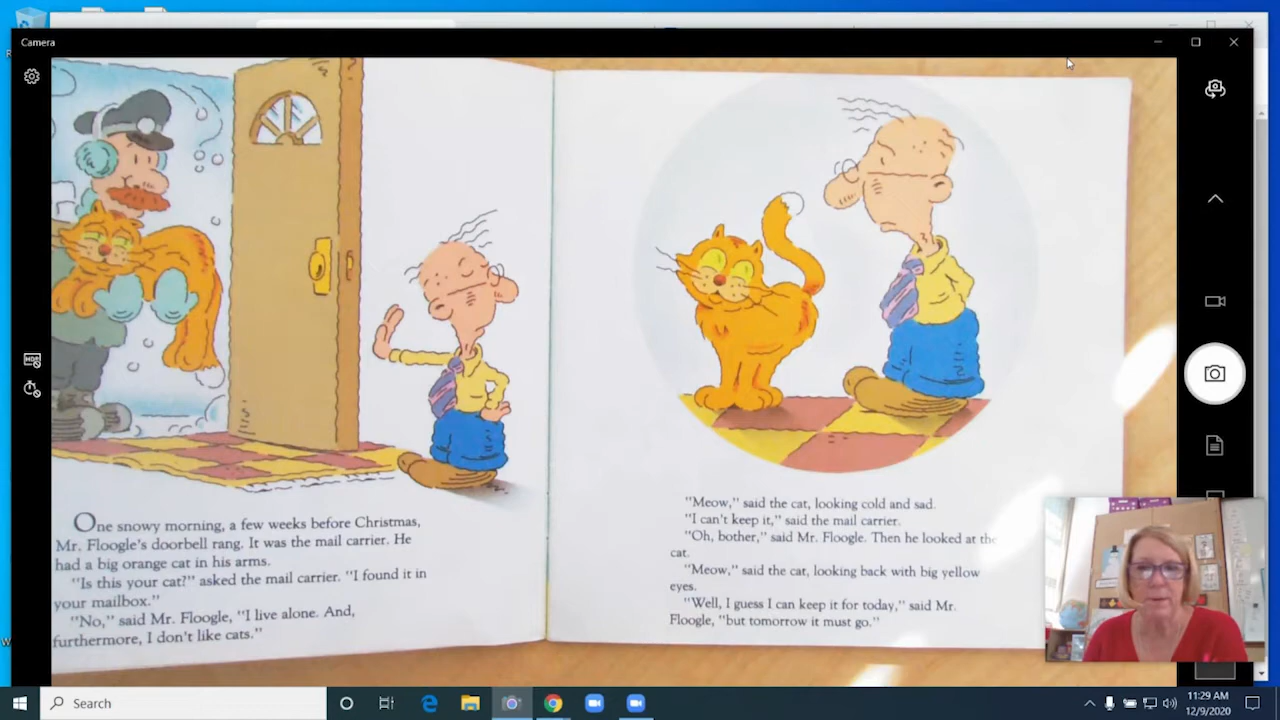 Camera
One snowy morning, a few weeks before Christmas,
Mr. Floogle's doorbell rang. It was the mail carrier. He
had a big orange cat in his arms.
"Is this your cat?" asked the mail carrier. "I found it in
your mailbox."
"No," said Mr. Floogle, "I live alone. And,
furthermore, I don't like cats."
"Meow," said the cat, looking cold and sad.
"I can't keep it," said the mail carrier.
"Oh, bother," said Mr. Floogle. Then he looked at the
cat.
"Meow," said the cat, looking back with big yellow
eyes.
"Well, I guess I can keep it for today," said Mr.
Floogle, "but tomorrow it must go."
Search
11:29 AM
12/9/2020